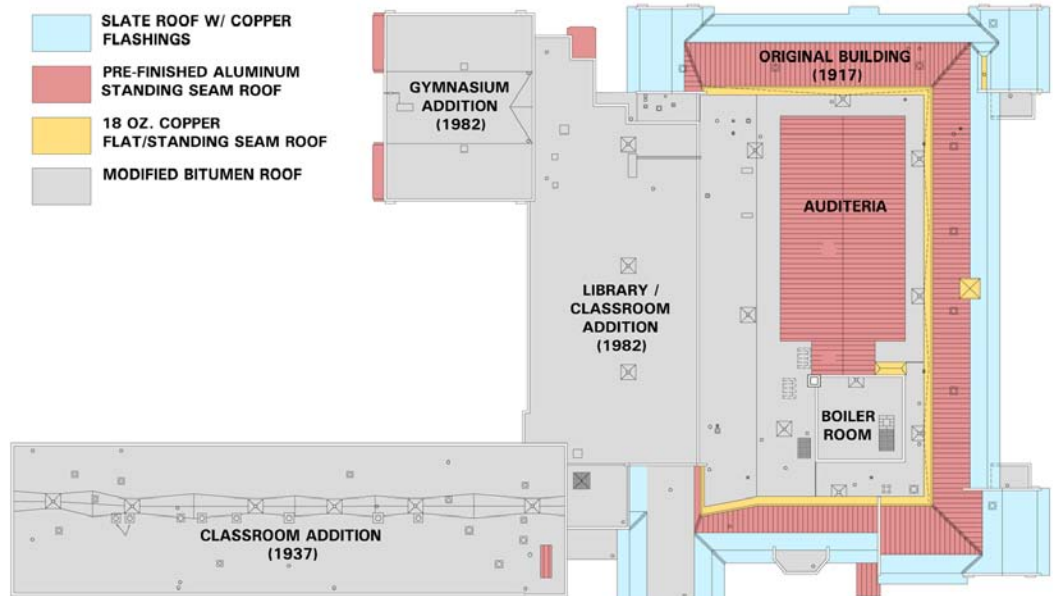 SLATE ROOF W/ COPPER
FLASHINGS
PRE-FINISHED ALUMINUM
STANDING SEAM ROOF
18 OZ. COPPER
FLAT/STANDING SEAM ROOF
MODIFIED BITUMEN ROOF
GYMNASIUM
ADDITION
(1982)
ORIGINAL BUILDING
(1917)
AUDITERIA
LIBRARY /
CLASSROOM
ADDITION
(1982)
BOILER
ROOM
CLASSROOM ADDITION
(1937)